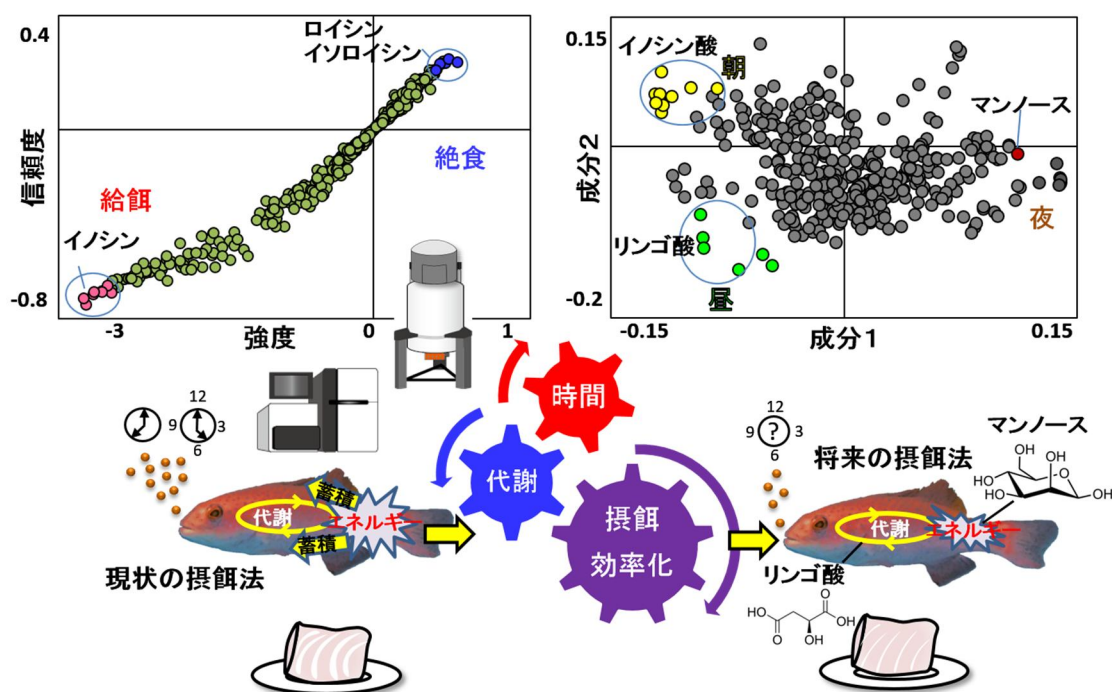 0.4
-0.8
-3
0
1
信頼度
強度
ロイシン
イソロイシン
絶食
給餌
イノシン
0.15
-0.2
-0.15
0
0.15
成分2
成分1
イノシン酸
朝
マンノース
夜
リンゴ酸
昼
時間
代謝
摂餌
効率化
12
9
3
6
蓄積
代謝
エネルギー
蓄積
現状の摂餌法
12
9
?
3
6
将来の摂餌法
マンノース
OH
HO
OH
O
HO
HO
OH
代謝
エネルギー
リンゴ酸
O
HO
OH
O
OH